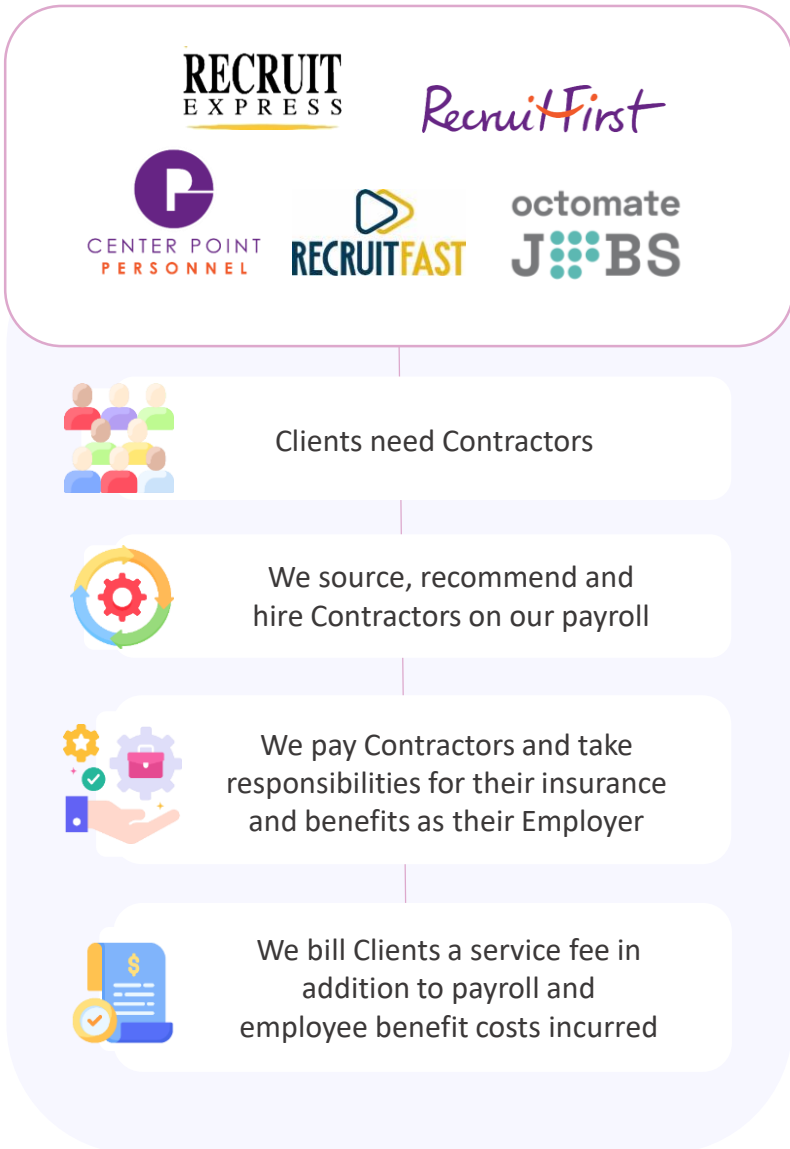 RECRUIT
EXPRESS
RecruitFirst
CENTER POINT
PERSONNEL
RECRUITFAST
octomate
JOBS
Clients need Contractors
We source, recommend and
hire Contractors on our payroll
We pay Contractors and take
responsibilities for their insurance
and benefits as their Employer
$
We bill Clients a service fee in
addition to payroll and
employee benefit costs incurred